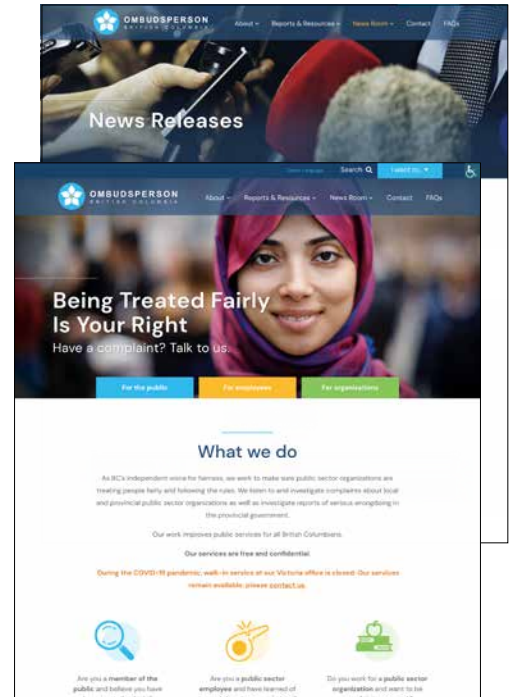 OMBUDSPERSON
BRITISH COLUMBIA
About
Reports & Resources
News Room
Contact
FAQs
News Releases
Search
I want to...
OMBUDSPERSON
BRITISH COLUMBIA
About
Reports & Resources
News Room
Contact
FAQs
Being Treated Fairly
Is Your Right
Have a complaint? Talk to us.
For the public
For employees
For organizations
What we do
As BC's independent voice for fairness, we work to make sure public sector organizations are
treating people fairly and following the rules. We listen to and investigate complaints about local
and provincial public sector organizations as well as investigate reports of serious wrongdoing in
the provincial government.
Our work improves public services for all British Columbians.
Our services are free and confidential.
During the COVID-19 pandemic, walk-in service at our Victoria office is closed. Our services
remain available, please contact us.
Are you a member of the
public and believe you have
Are you a public sector
employee and have learned of
Do you work for a public sector
organization and want to be